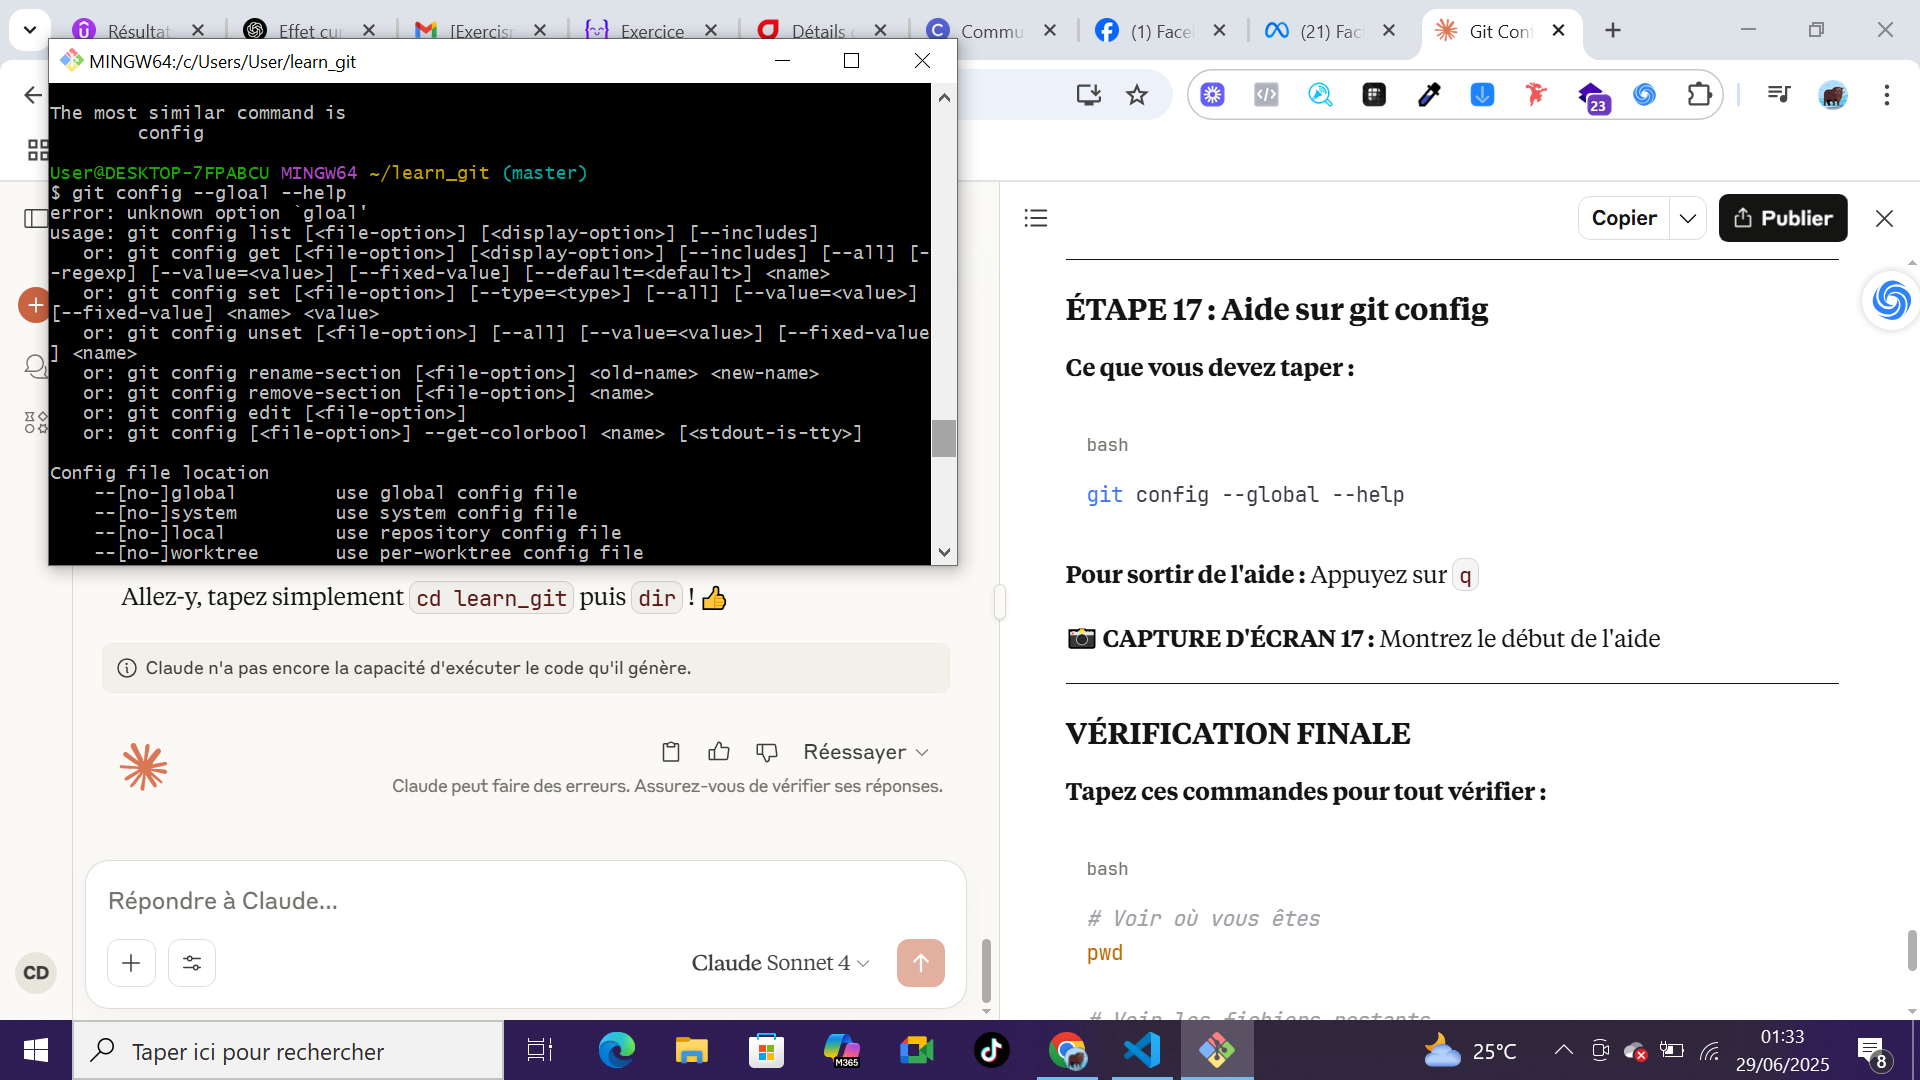 Résultat
Effet cu
[Exercis
Exercice
Détails
Commu
(1) Face
(21) Fac
Git Con
MINGW64:/c/Users/User/learn_git
23
The most similar command is
config
User@DESKTOP-7FPABCU MINGW64 ~/learn_git (master)
$ git config --gloal --help
error: unknown option `gloal'
usage: git config list [<file-option>] [<display-option>] [--includes]
or: git config get [<file-option>] [<display-option>] [--includes] [--all] [-
-regexp] [--value=<value>] [--fixed-value] [--default=<default>] <name>
or: git config set [<file-option>] [--type=<type>] [--all] [--value=<value>]
[--fixed-value] <name> <value>
or: git config unset [<file-option>] [--all] [--value=<value>] [--fixed-value
] <name>
or: git config rename-section [<file-option>] <old-name> <new-name>
or: git config remove-section [<file-option>] <name>
or: git config edit [<file-option>]
or: git config [<file-option>] --get-colorbool <name> [<stdout-is-tty>]
Config file location
--[no-]global use global config file
--[no-]system use system config file
--[no-]local use repository config file
--[no-]worktree use per-worktree config file
Allez-y, tapez simplement cd learn_git puis dir ! 👍
Claude n'a pas encore la capacité d'exécuter le code qu'il génère.
Réessayer
Claude peut faire des erreurs. Assurez-vous de vérifier ses réponses.
Répondre à Claude...
Claude Sonnet 4
CD
Copier
Publier
ÉTAPE 17 : Aide sur git config
Ce que vous devez taper :
bash
git config --global --help
Pour sortir de l'aide : Appuyez sur q
📸 CAPTURE D'ÉCRAN 17 : Montrez le début de l'aide
VÉRIFICATION FINALE
Tapez ces commandes pour tout vérifier :
bash
# Voir où vous êtes
pwd
# Voir les fichiers restants
Taper ici pour rechercher
M365
25°C
01:33
29/06/2025
8